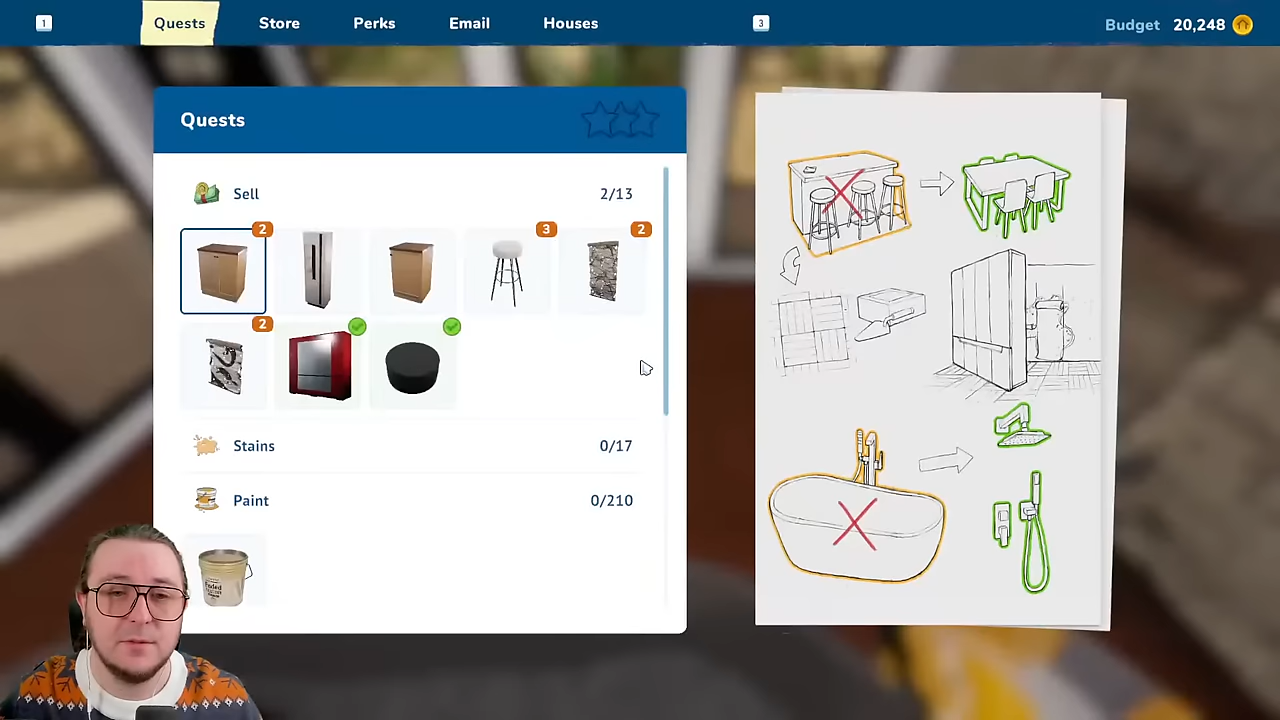 1 Quests Store Perks Email Houses 3 Budget 20,248
Quests
Sell 2/13
2 3 2
2
Stains 0/17
Paint 0/210
Faded